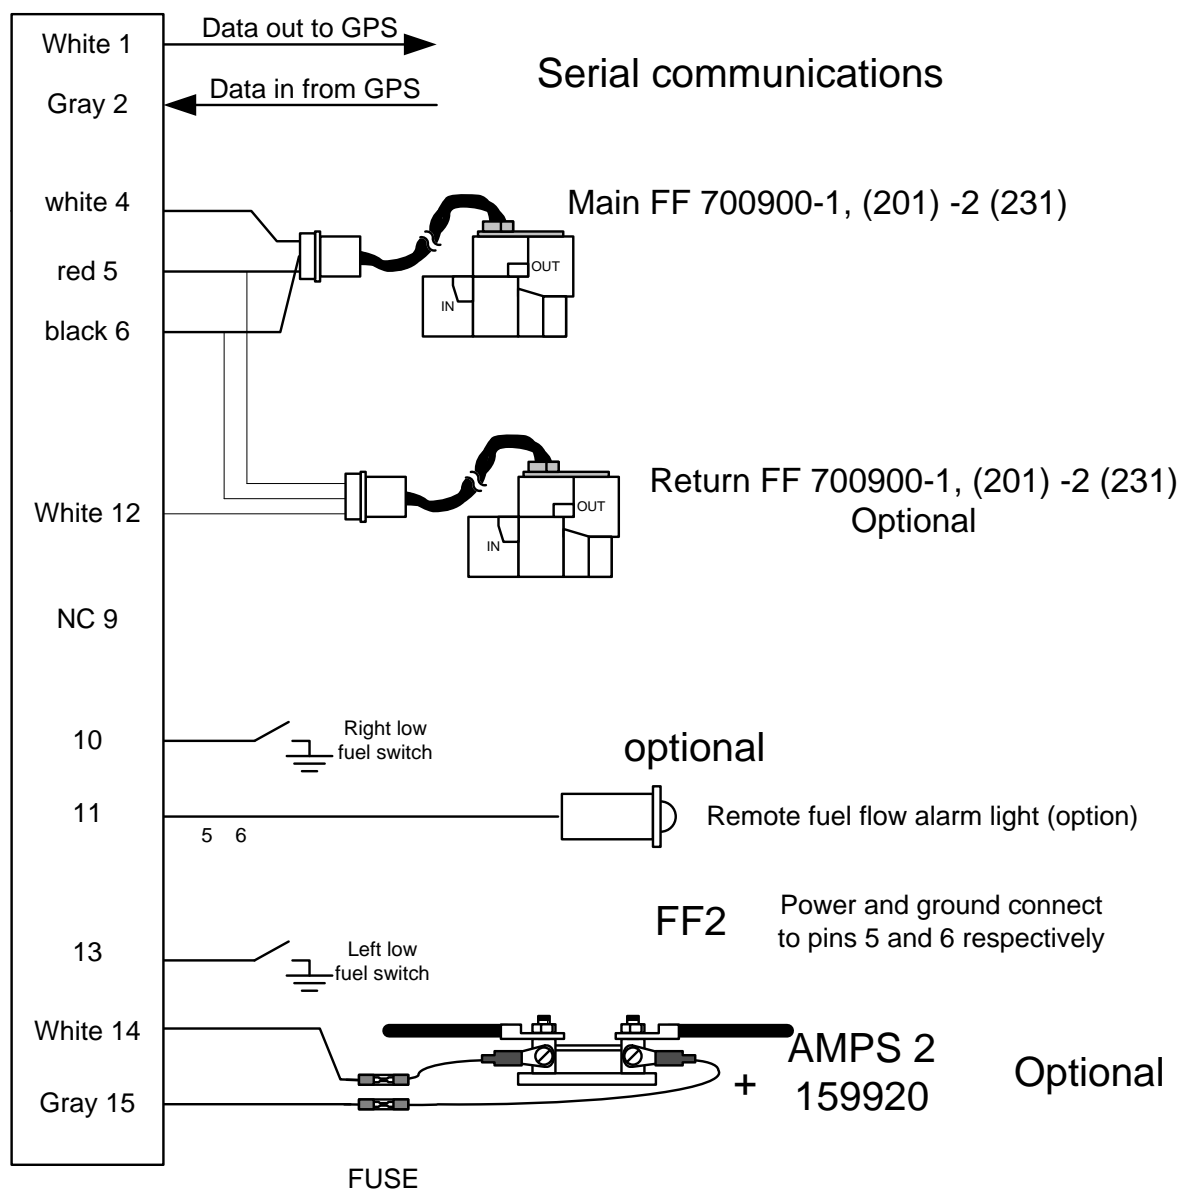 White 1
Data out to GPS
Serial communications
Gray 2
Data in from GPS
white 4
Main FF 700900-1, (201) -2 (231)
red 5
OUT
IN
black 6
Return FF 700900-1, (201) -2 (231)
Optional
White 12
OUT
IN
NC 9
10
Right low
fuel switch
optional
11
Remote fuel flow alarm light (option)
5 6
FF2
Power and ground connect
to pins 5 and 6 respectively
13
Left low
fuel switch
White 14
AMPS 2
159920
Optional
+
Gray 15
FUSE